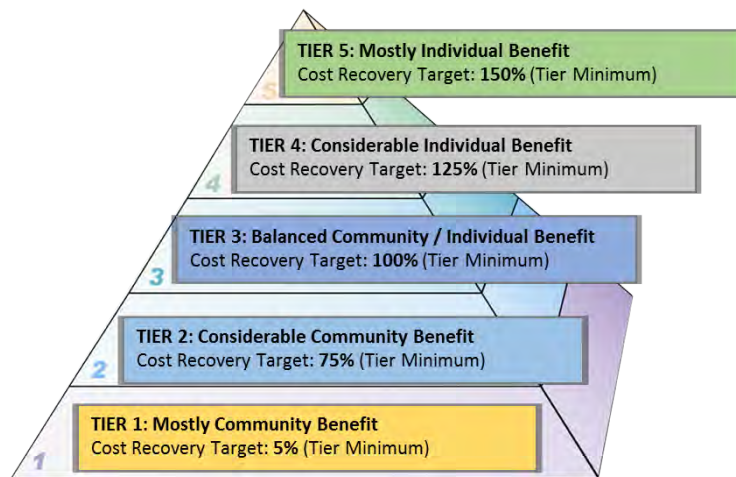 TIER 5: Mostly Individual Benefit
Cost Recovery Target: 150% (Tier Minimum)
5
TIER 4: Considerable Individual Benefit
Cost Recovery Target: 125% (Tier Minimum)
4
TIER 3: Balanced Community / Individual Benefit
Cost Recovery Target: 100% (Tier Minimum)
3
TIER 2: Considerable Community Benefit
Cost Recovery Target: 75% (Tier Minimum)
2
TIER 1: Mostly Community Benefit
Cost Recovery Target: 5% (Tier Minimum)
1